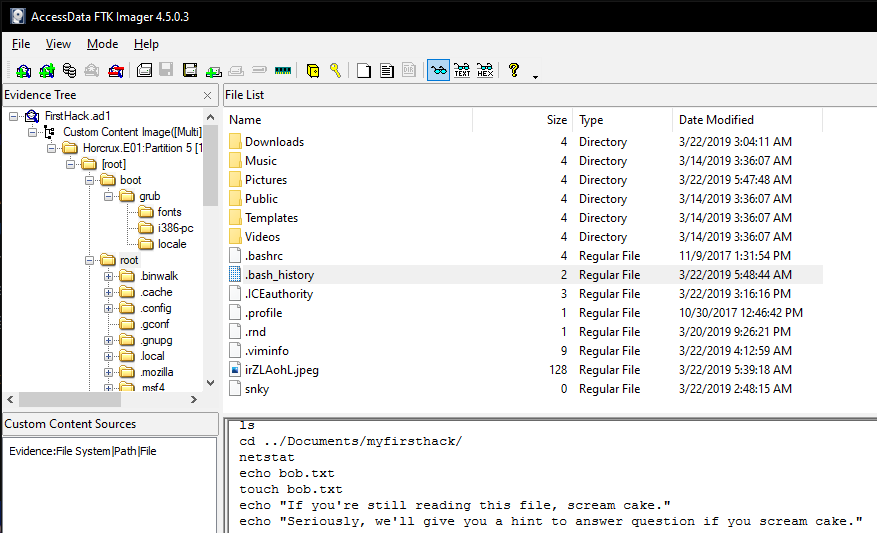 AccessData FTK Imager 4.5.0.3
File View Mode Help
TEXT HEX ?
Evidence Tree
FirstHack.ad1
Custom Content Image([Multi]
Horcrux.E01:Partition 5 [1
[root]
boot
grub
fonts
i386-pc
locale
root
.binwalk
.cache
.config
.gconf
.gnupg
.local
.mozilla
.msf4
Custom Content Sources
Evidence:File System|Path|File
File List
Name Size Type Date Modified
Downloads 4 Directory 3/22/2019 3:04:11 AM
Music 4 Directory 3/14/2019 3:36:07 AM
Pictures 4 Directory 3/22/2019 5:47:48 AM
Public 4 Directory 3/14/2019 3:36:07 AM
Templates 4 Directory 3/14/2019 3:36:07 AM
Videos 4 Directory 3/14/2019 3:36:07 AM
.bashrc 4 Regular File 11/9/2017 1:31:54 PM
.bash_history 2 Regular File 3/22/2019 5:48:44 AM
.ICEauthority 3 Regular File 3/22/2019 3:16:16 PM
.profile 1 Regular File 10/30/2017 12:46:42 PM
.rnd 1 Regular File 3/20/2019 9:26:21 PM
.viminfo 9 Regular File 3/22/2019 4:12:59 AM
irZLAohL.jpeg 128 Regular File 3/22/2019 5:39:18 AM
snky 0 Regular File 3/22/2019 2:48:15 AM
ls
cd ../Documents/myfirsthack/
netstat
echo bob.txt
touch bob.txt
echo "If you're still reading this file, scream cake."
echo "Seriously, we'll give you a hint to answer question if you scream cake."